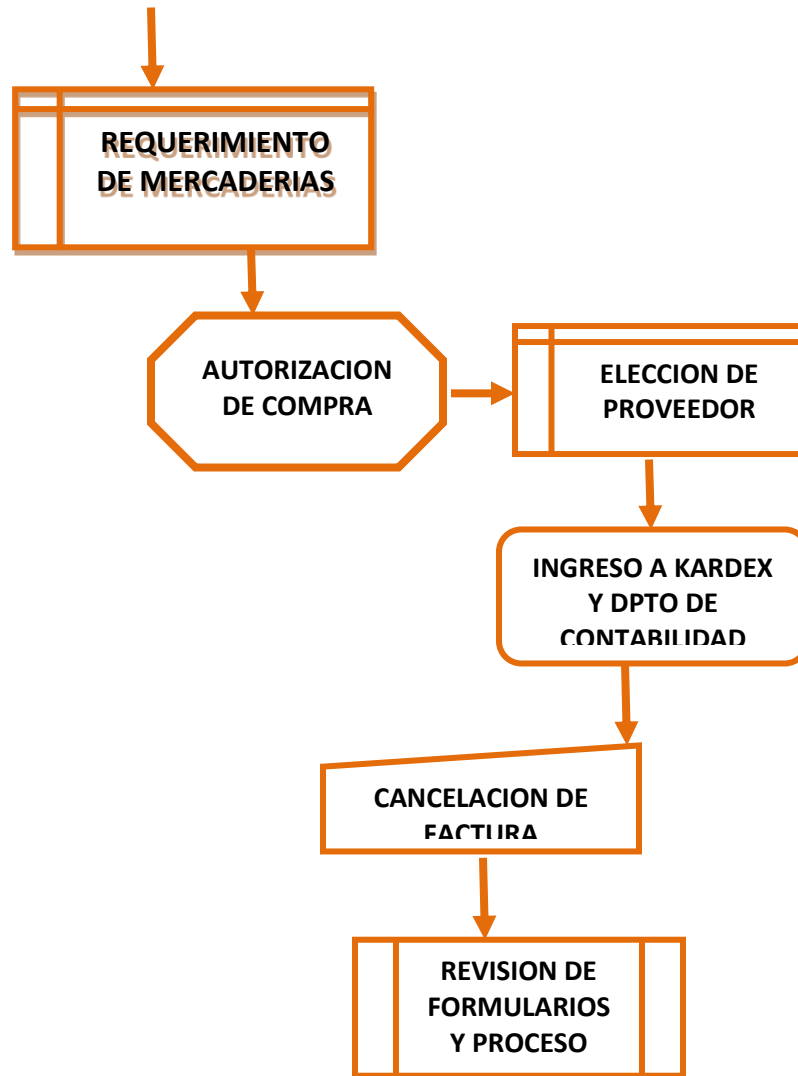 REQUERIMIENTO
DE MERCADERIAS
AUTORIZACION
DE COMPRA
ELECCION DE
PROVEEDOR
INGRESO A KARDEX
Y DPTO DE
CONTABILIDAD
CANCELACION DE
FACTURA
REVISION DE
FORMULARIOS
Y PROCESO